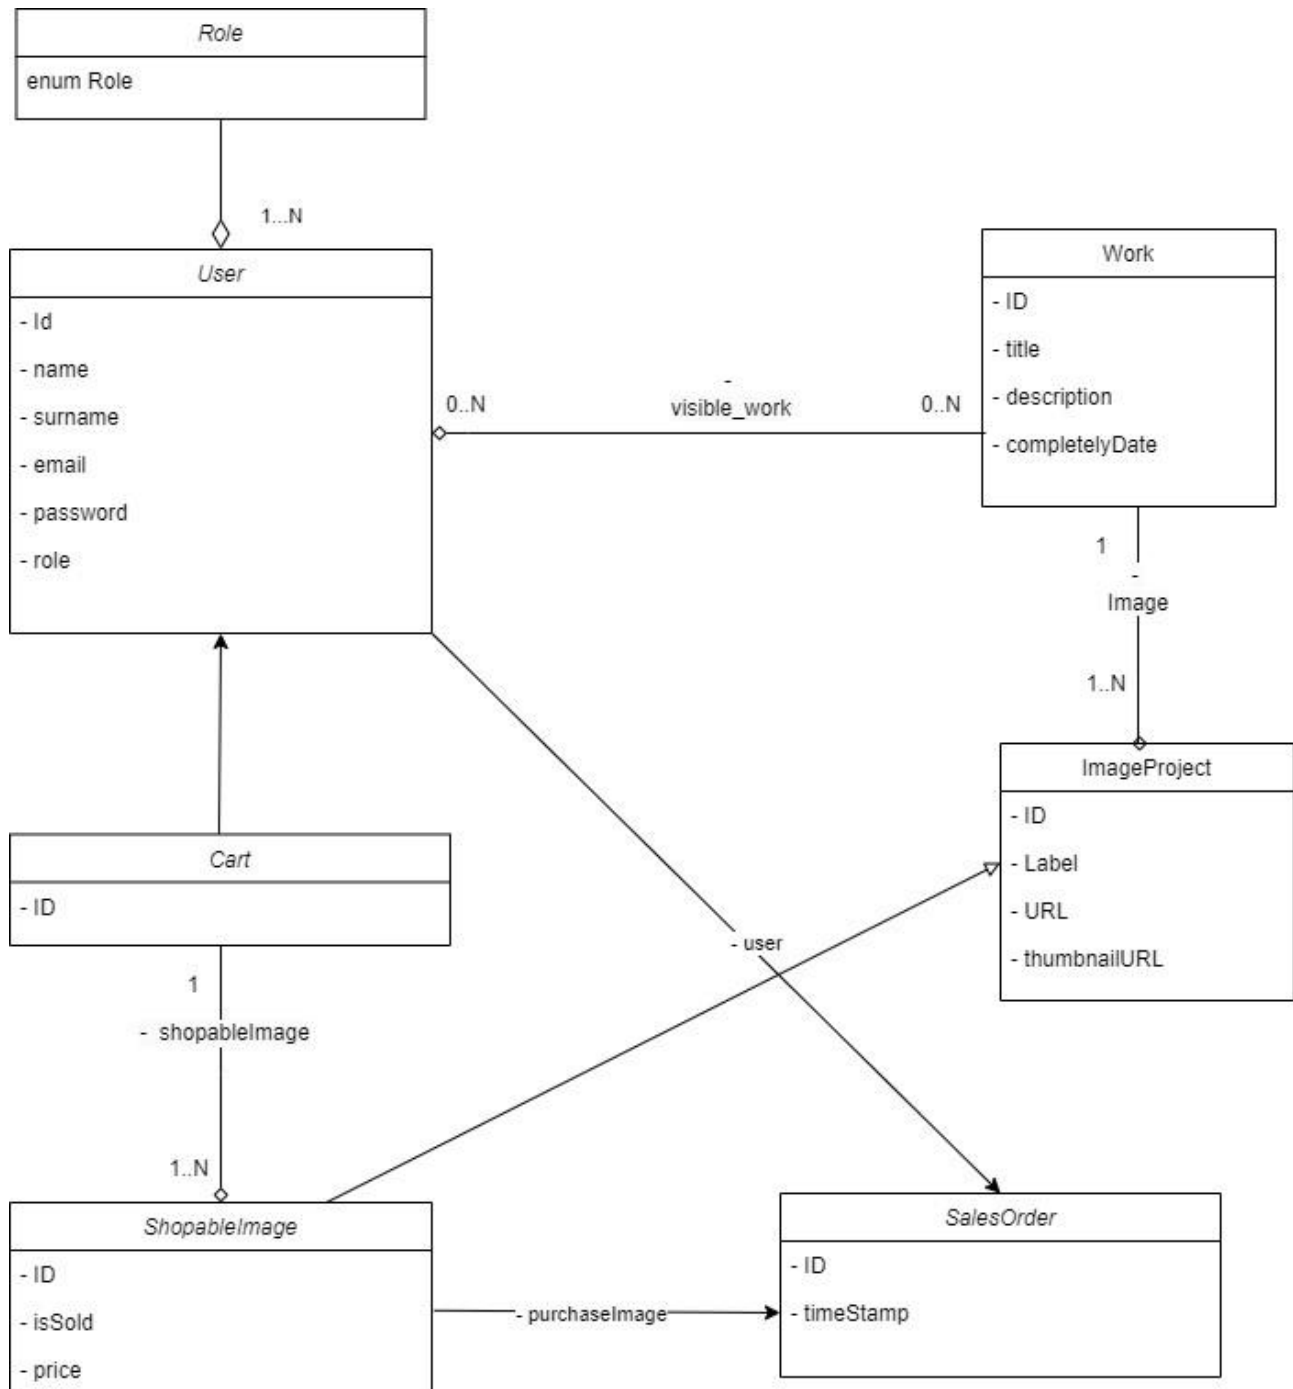 Role
enum Role
1...N
User
- Id
- name
- surname
- email
- password
- role
0..N
-
visible_work
0..N
Work
- ID
- title
- description
- completelyDate
1
-
Image
1..N
ImageProject
- ID
- Label
- URL
- thumbnailURL
Cart
- ID
1
- shopableImage
1..N
- user
ShopableImage
- ID
- isSold
- price
- purchaseImage
SalesOrder
- ID
- timeStamp